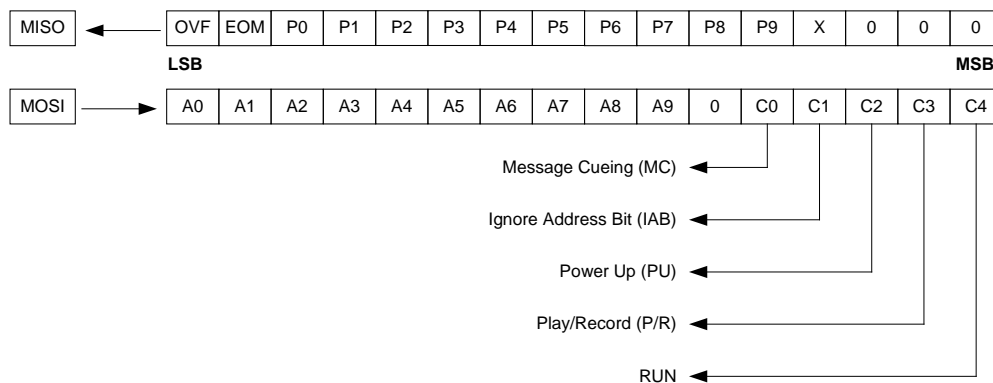 MISO OVF EOM P0 P1 P2 P3 P4 P5 P6 P7 P8 P9 X 0 0 0
LSB MSB
MOSI A0 A1 A2 A3 A4 A5 A6 A7 A8 A9 0 C0 C1 C2 C3 C4
Message Cueing (MC)
Ignore Address Bit (IAB)
Power Up (PU)
Play/Record (P/R)
RUN